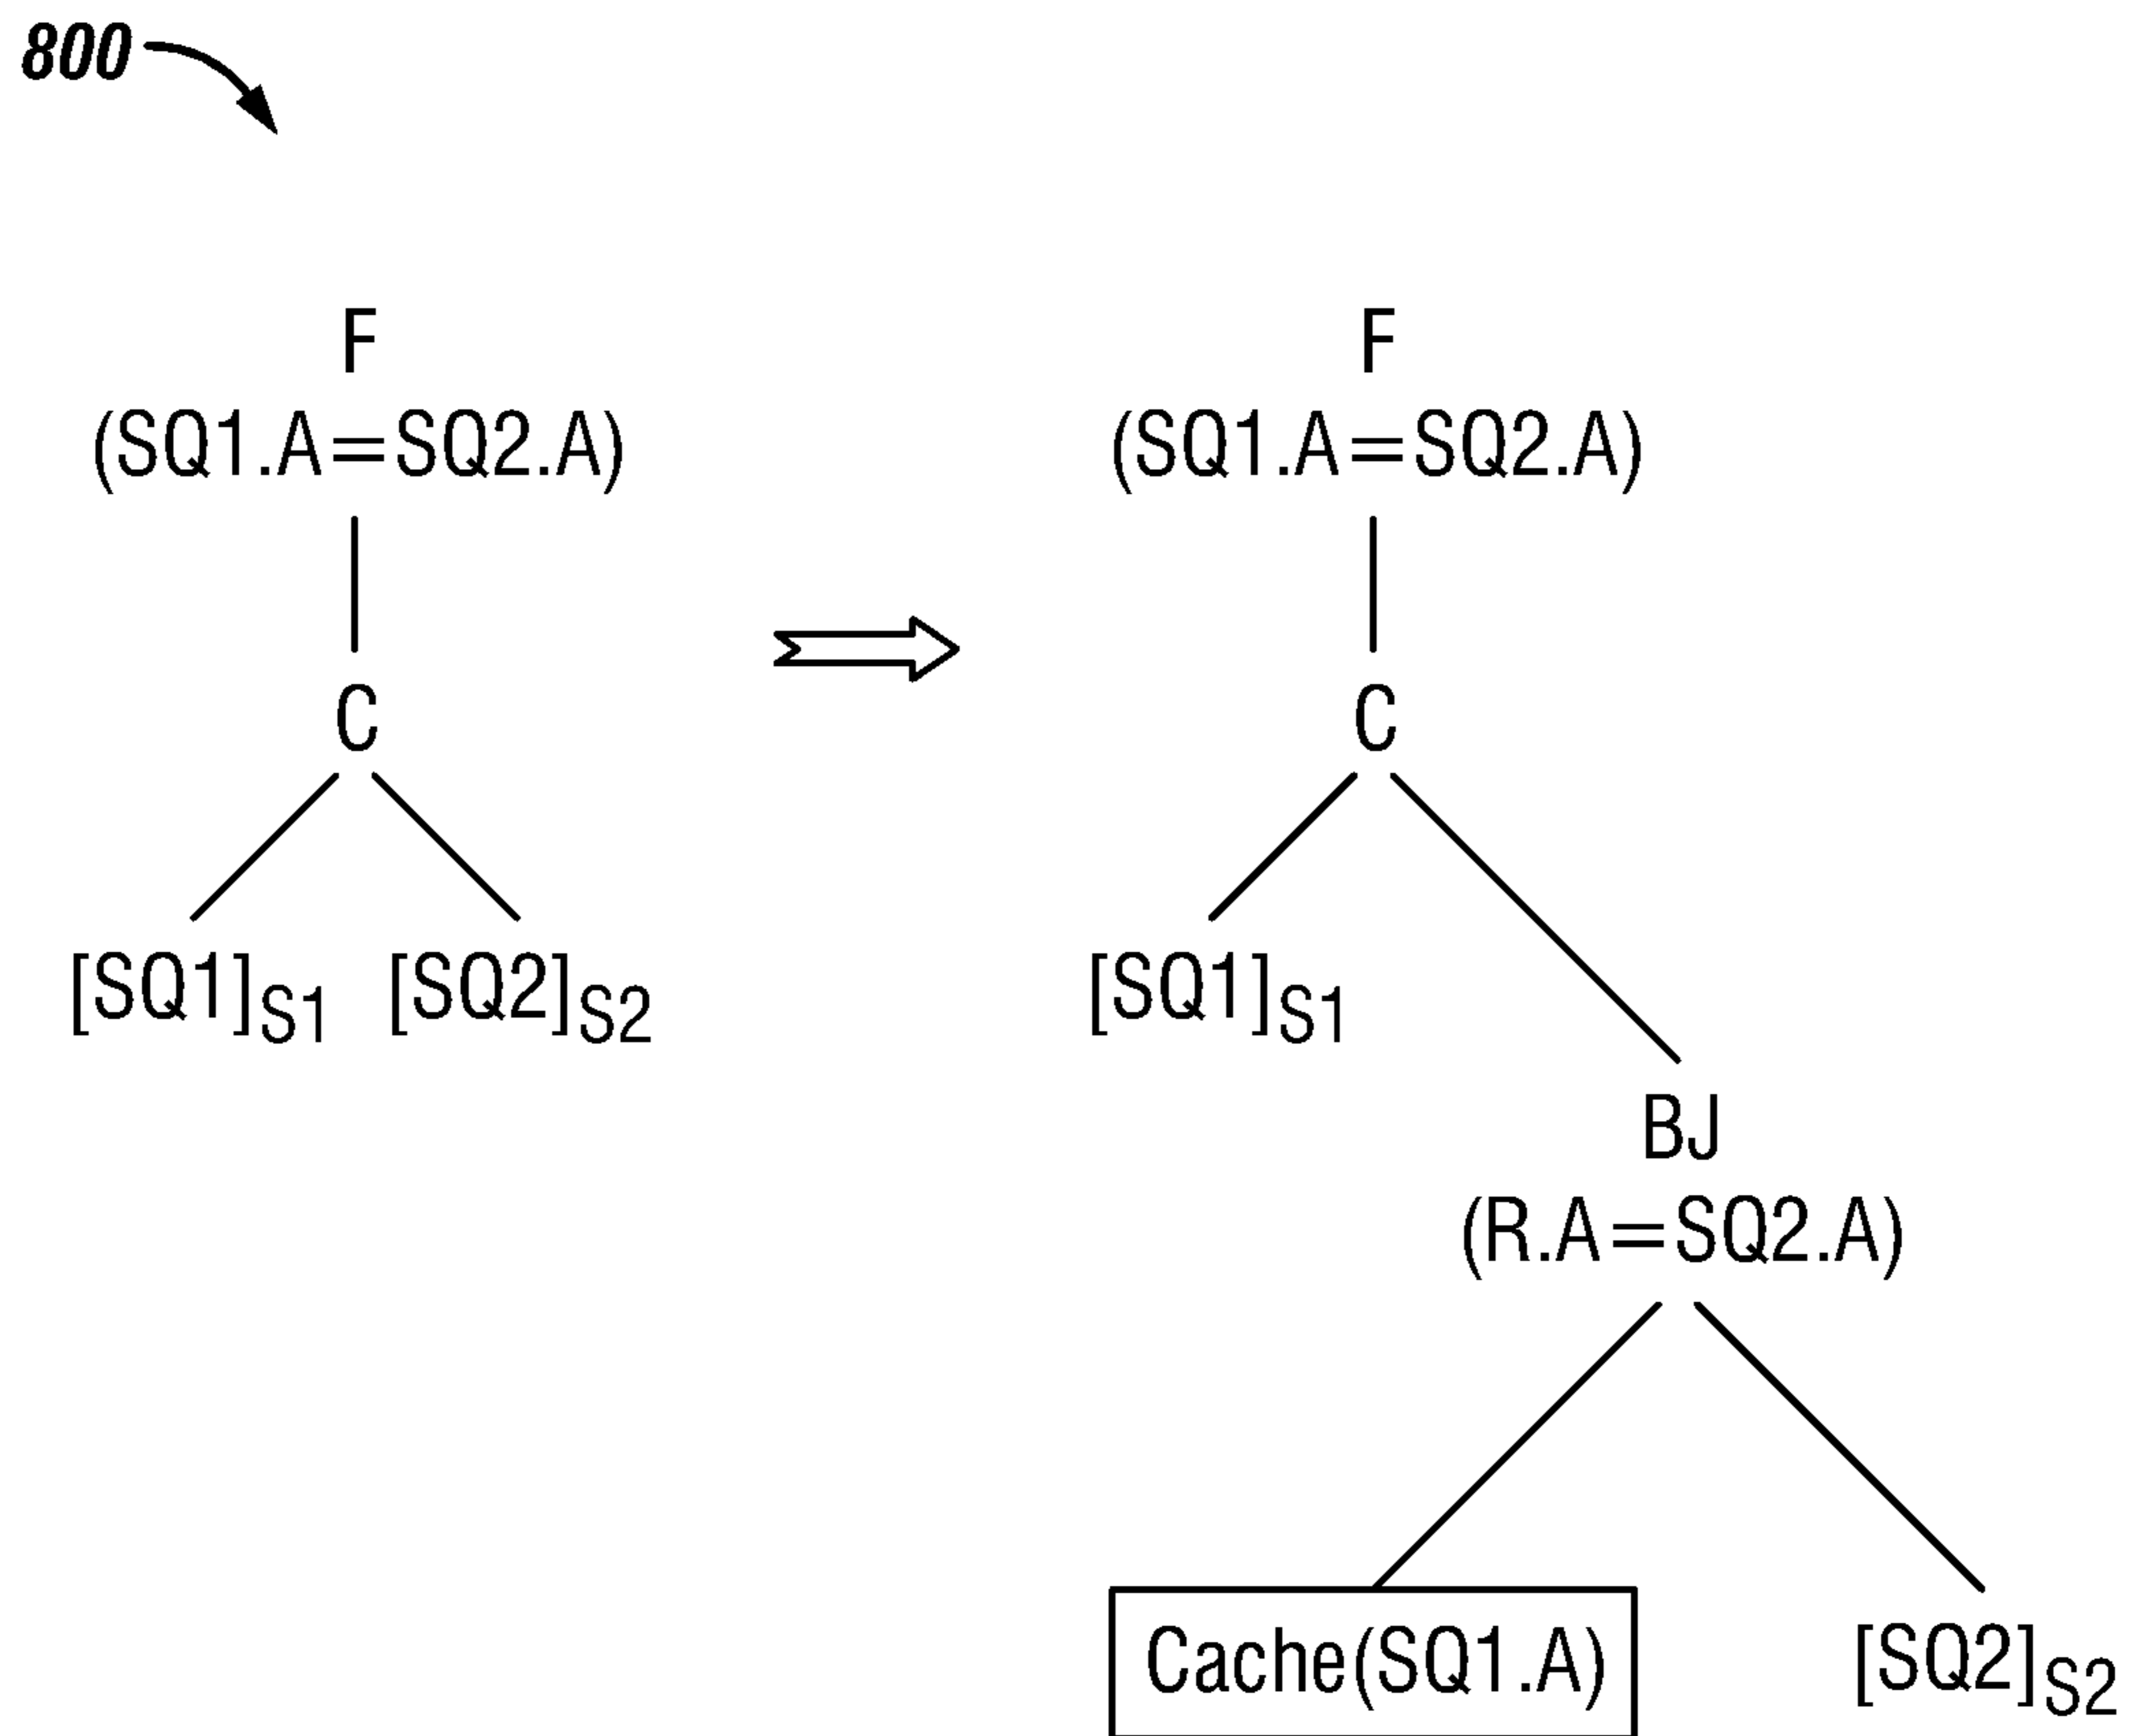 800
F
(SQ1.A=SQ2.A)
C
[SQ1]S1 [SQ2]S2
F
(SQ1.A=SQ2.A)
C
[SQ1]S1
BJ
(R.A=SQ2.A)
Cache(SQ1.A)
[SQ2]S2